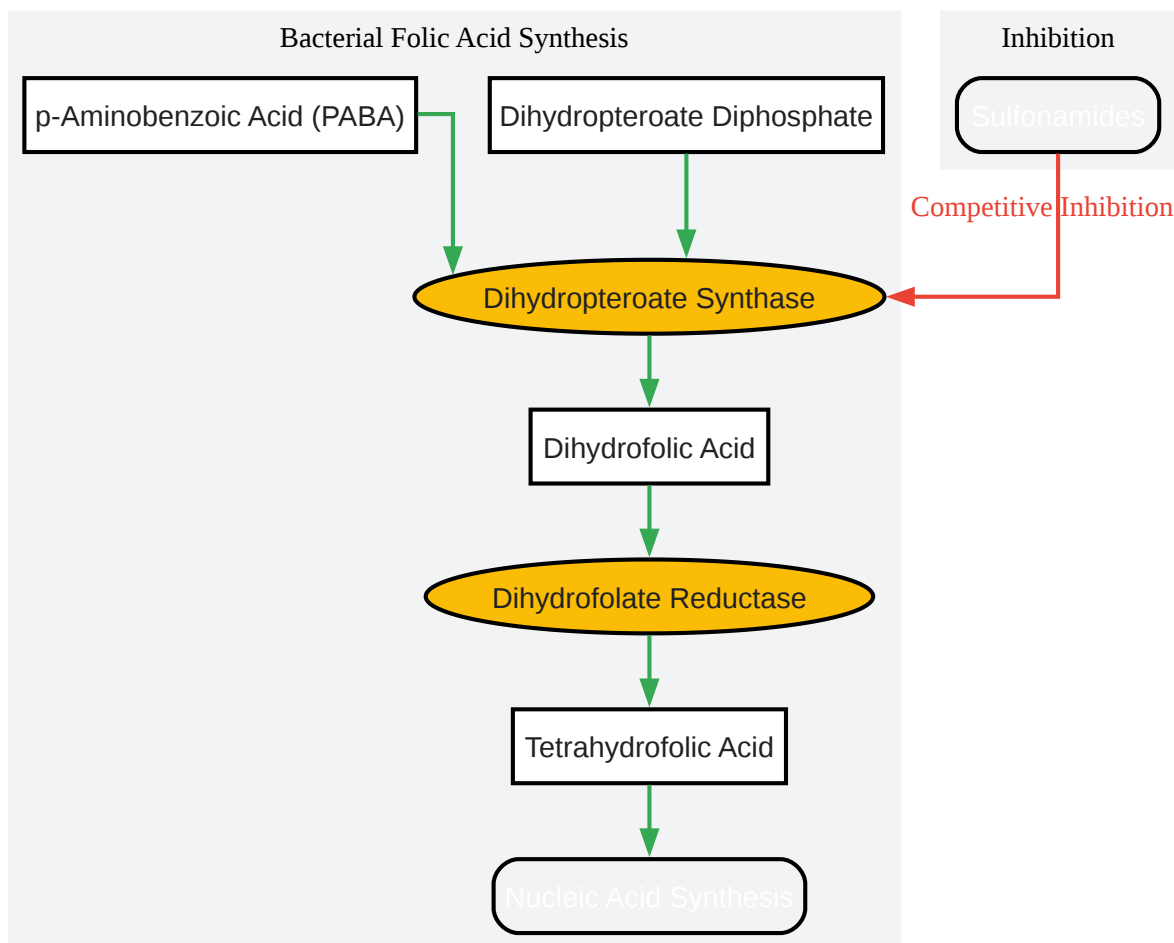 Bacterial Folic Acid Synthesis
Inhibition
p-Aminobenzoic Acid (PABA)
Dihydropteroate Diphosphate
Sulfonamides
Competitive Inhibition
Dihydropteroate Synthase
Dihydrofolic Acid
Dihydrofolate Reductase
Tetrahydrofolic Acid
Nucleic Acid Synthesis